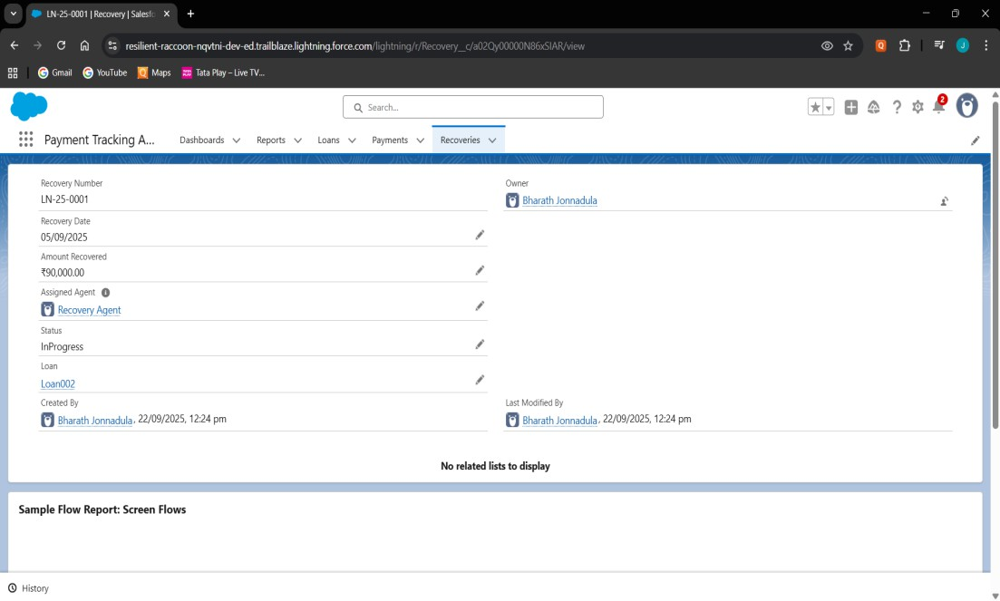 LN-25-0001 | Recovery | Salesfc
resilient-raccoon-nqvtni-dev-ed.trailblaze.lightning.force.com/lightning/r/Recovery__c/a02Qy00000N86xSIAR/view
Q
J
Gmail
YouTube
Maps
Tata Play – Live TV...
Search...
2
Payment Tracking A...
Dashboards
Reports
Loans
Payments
Recoveries
Recovery Number
LN-25-0001
Owner
Bharath Jonnadula
Recovery Date
05/09/2025
Amount Recovered
₹90,000.00
Assigned Agent
Recovery Agent
Status
InProgress
Loan
Loan002
Created By
Bharath Jonnadula, 22/09/2025, 12:24 pm
Last Modified By
Bharath Jonnadula, 22/09/2025, 12:24 pm
No related lists to display
Sample Flow Report: Screen Flows
History